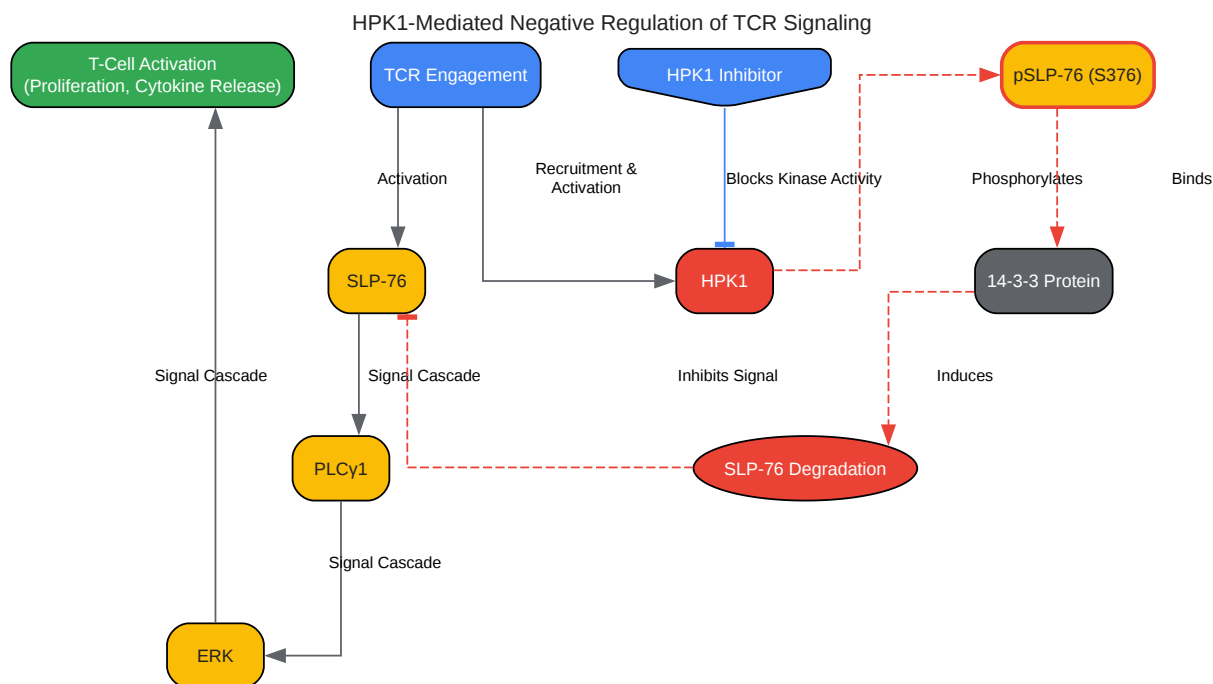 HPK1-Mediated Negative Regulation of TCR Signaling
T-Cell Activation
(Proliferation, Cytokine Release)
TCR Engagement
HPK1 Inhibitor
pSLP-76 (S376)
Activation
Recruitment &
Activation
Blocks Kinase Activity
Phosphorylates
Binds
SLP-76
HPK1
14-3-3 Protein
Signal Cascade
Signal Cascade
Inhibits Signal
Induces
PLCγ1
SLP-76 Degradation
Signal Cascade
ERK